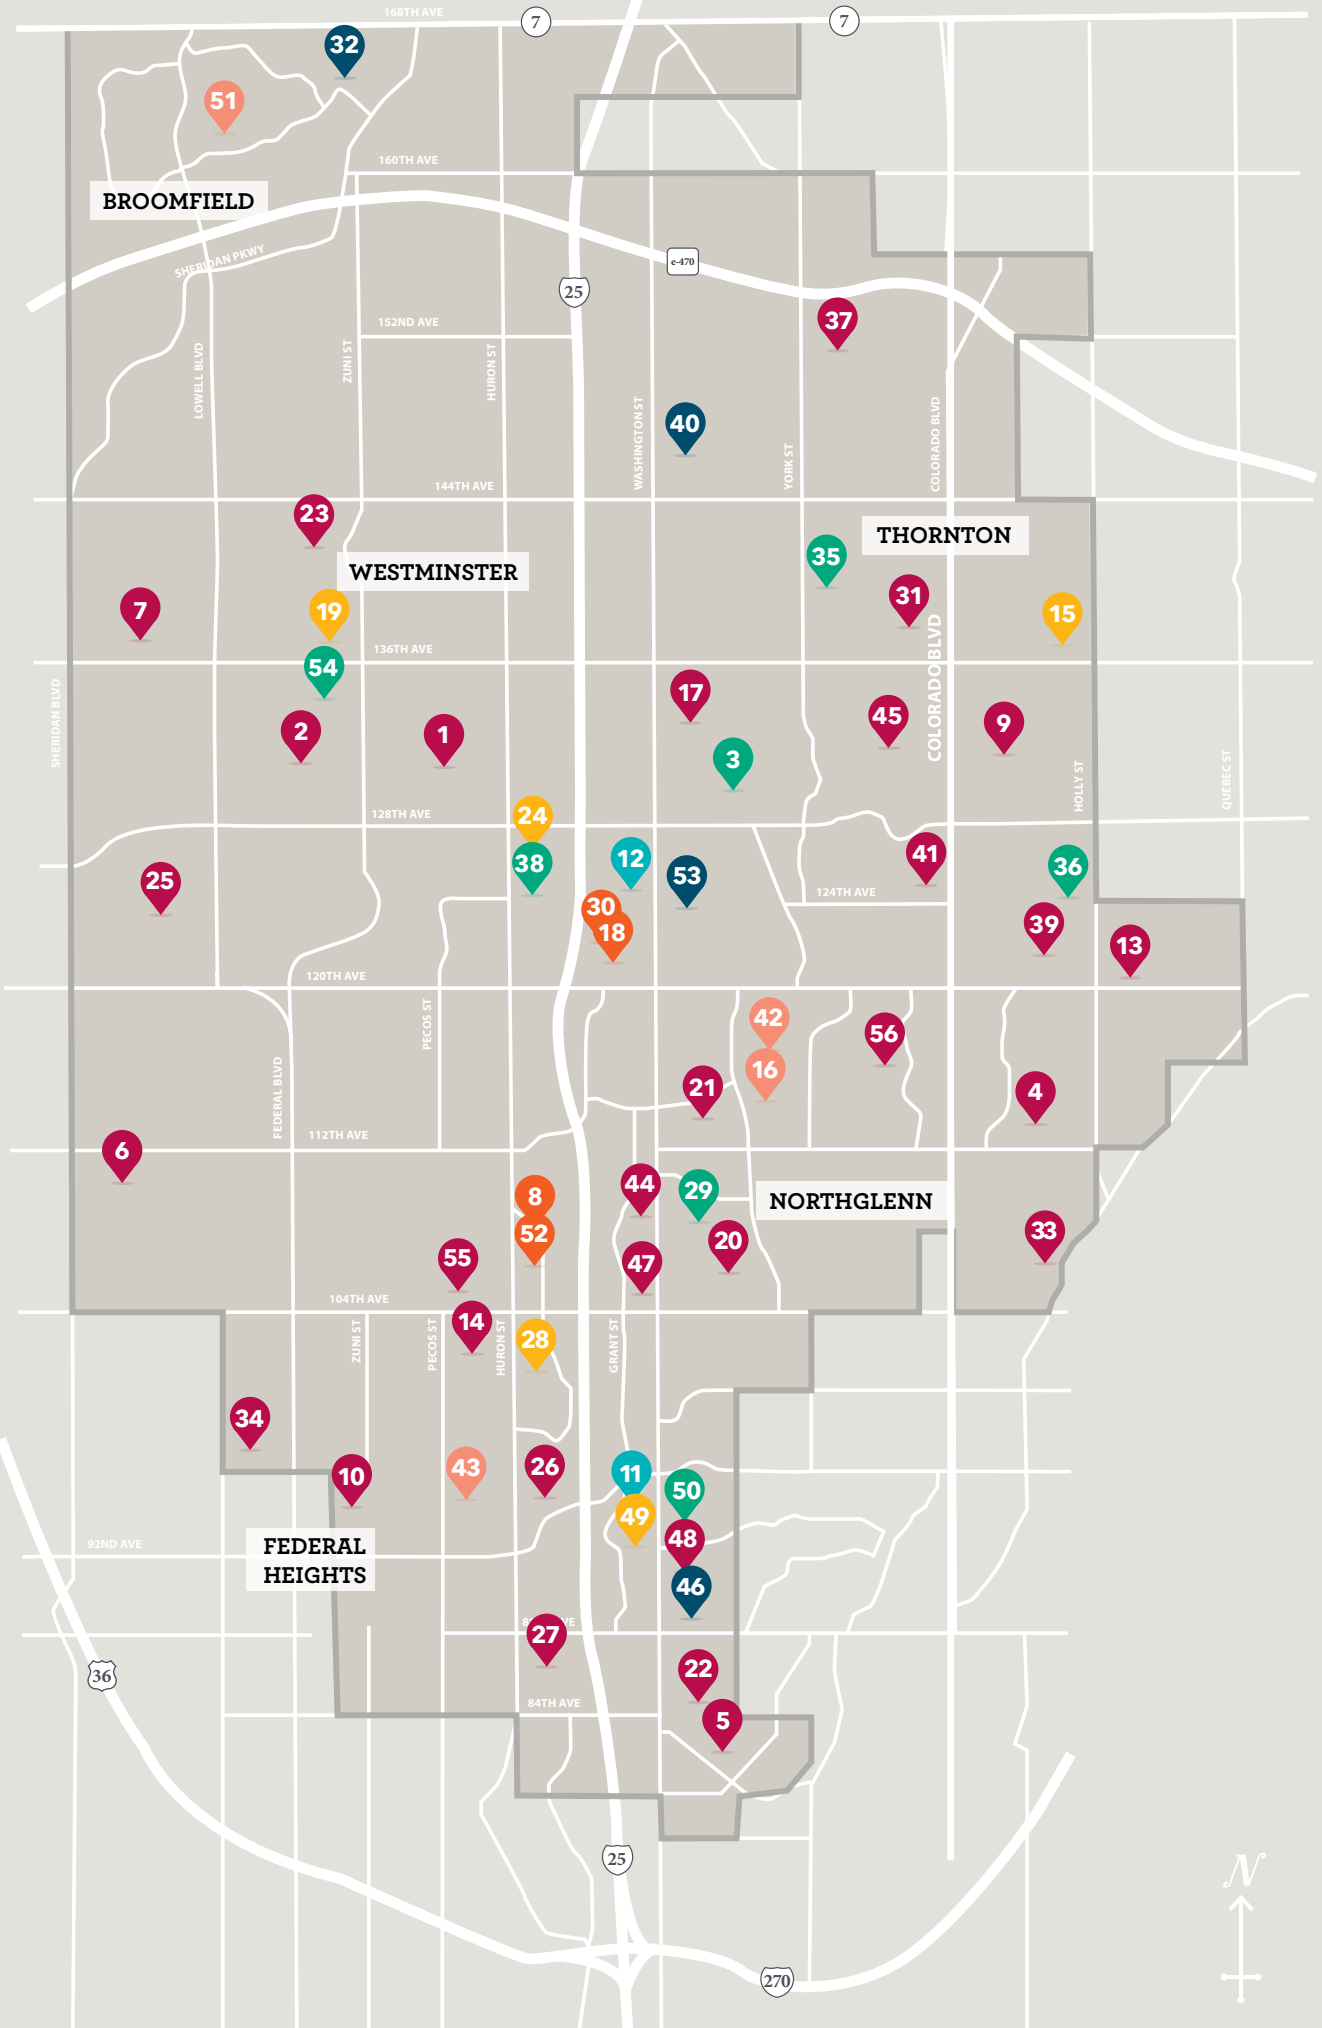 168TH AVE
7
7
32
51
160TH AVE
BROOMFIELD
SHERIDAN PKWY
e-470
25
37
152ND AVE
LOWELL BLVD
ZUNI ST
HURON ST
WASHINGTON ST
YORK ST
COLORADO BLVD
40
144TH AVE
23
THORNTON
35
WESTMINSTER
31
7
19
15
136TH AVE
54
COLORADO BLVD
SHERIDAN BLVD
17
2
1
45
9
3
HOLLY ST
QUEBEC ST
128TH AVE
24
38
12
53
41
36
25
124TH AVE
30
18
39
13
120TH AVE
PECOS ST
42
56
16
21
4
FEDERAL BLVD
112TH AVE
6
44
29
8
NORTHGLENN
52
20
33
55
47
104TH AVE
14
28
ZUNI ST
PECOS ST
HURON ST
GRANT ST
34
10
43
26
11
50
49
48
92ND AVE
FEDERAL
HEIGHTS
46
27
22
36
84TH AVE
5
25
N
270